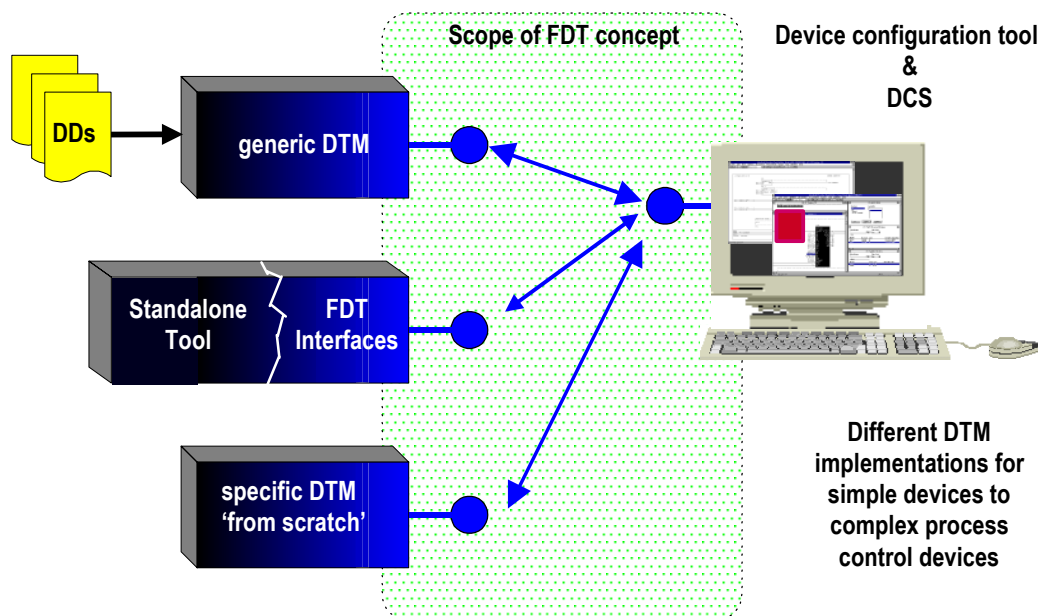 Scope of FDT concept
Device configuration tool
&
DCS
DDs
generic DTM
Standalone
Tool
FDT
Interfaces
specific DTM
‘from scratch’
Different DTM
implementations for
simple devices to
complex process
control devices